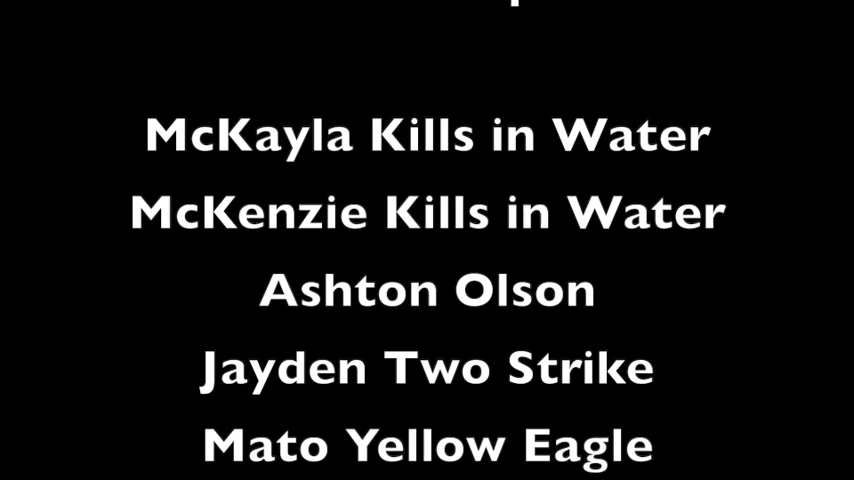 McKayla Kills in Water
McKenzie Kills in Water
Ashton Olson
Jayden Two Strike
Mato Yellow Eagle